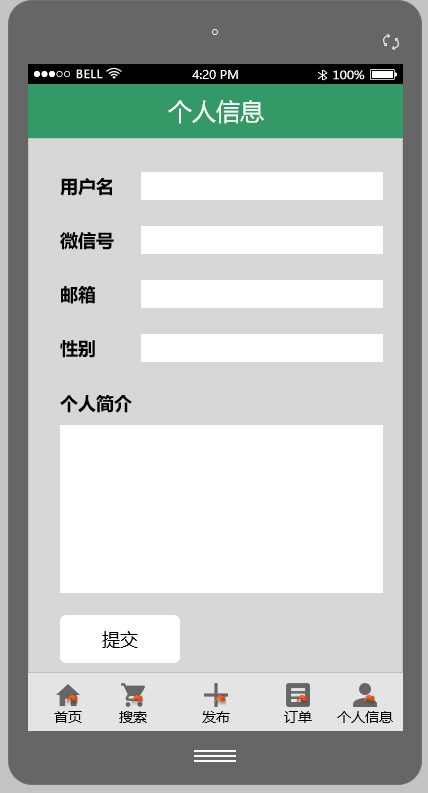 BELL 4:20 PM 100%
个人信息
用户名
微信号
邮箱
性别
个人简介
提交
首页 搜索 发布 订单 个人信息